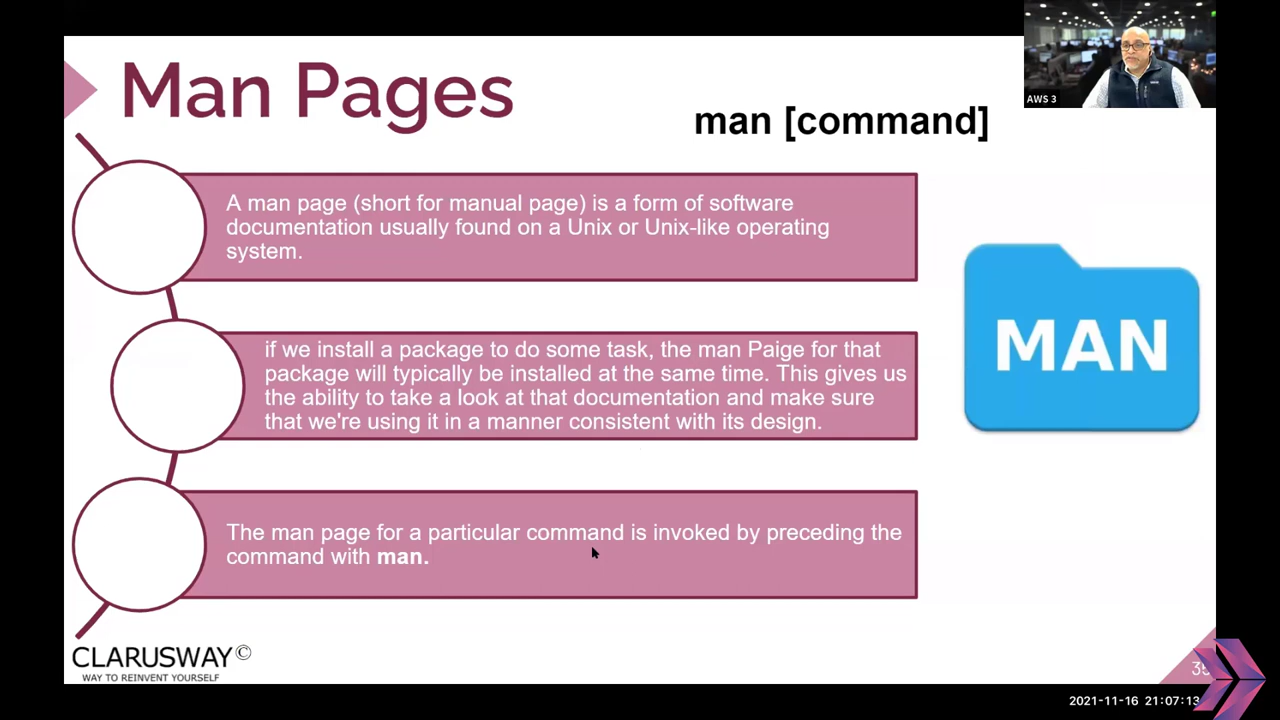 Man Pages
man [command]
AWS 3
A man page (short for manual page) is a form of software
documentation usually found on a Unix or Unix-like operating
system.
if we install a package to do some task, the man Paige for that
package will typically be installed at the same time. This gives us
the ability to take a look at that documentation and make sure
that we're using it in a manner consistent with its design.
MAN
The man page for a particular command is invoked by preceding the
command with man.
CLARUSWAY©
WAY TO REINVENT YOURSELF
2021-11-16 21:07:13